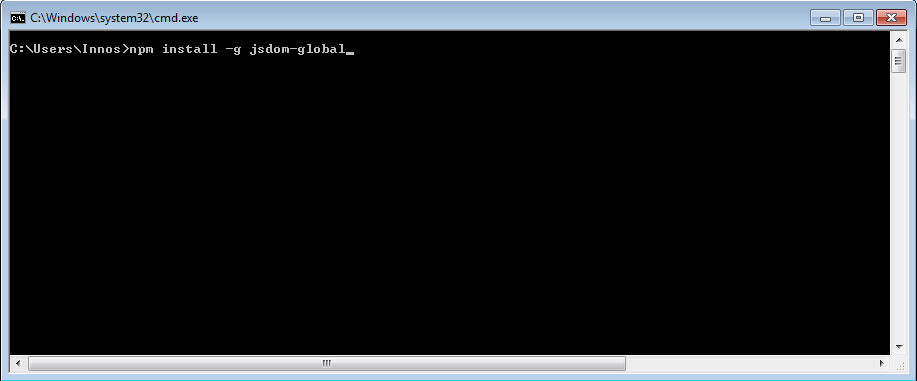 C:\Windows\system32\cmd.exe
C:\Users\Innos>npm install -g jsdom-global_